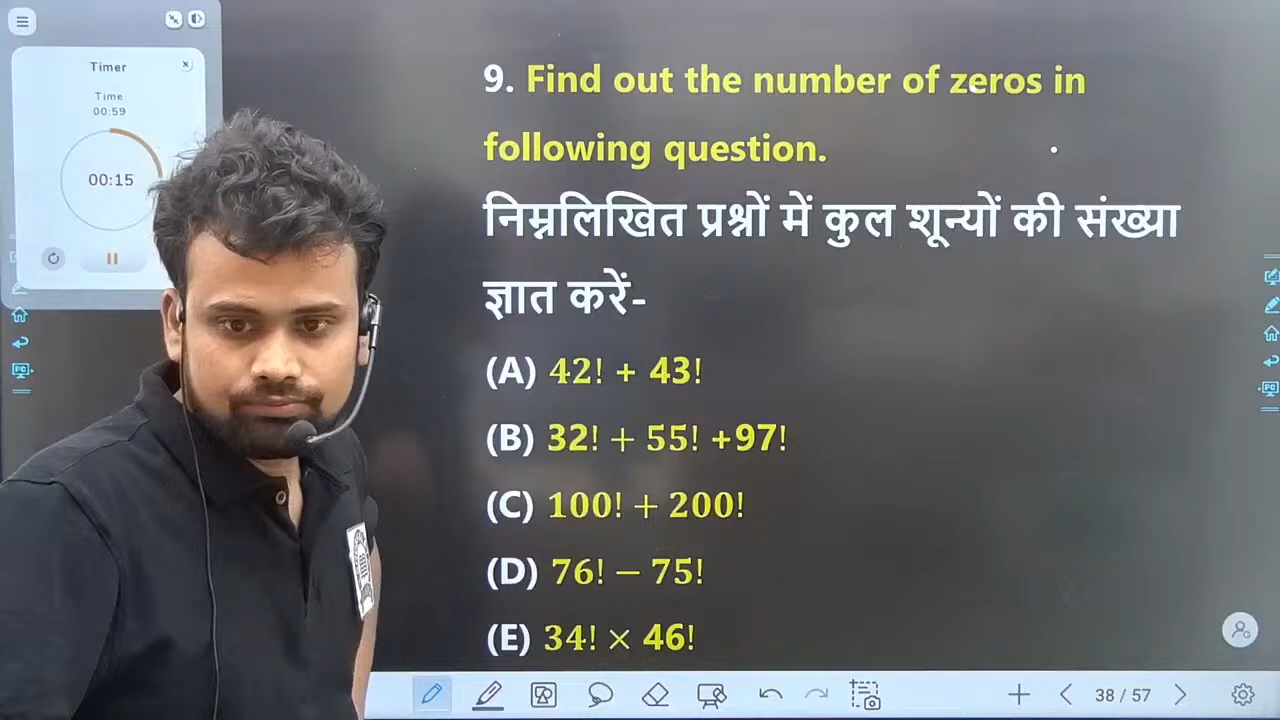 Timer
Time
00:59
00:15
9. Find out the number of zeros in
following question.
निम्नलिखित प्रश्नों में कुल शून्यों की संख्या
ज्ञात करें-
(A) 42! + 43!
(B) 32! + 55! +97!
(C) 100! + 200!
(D) 76! − 75!
(E) 34! × 46!
38 / 57